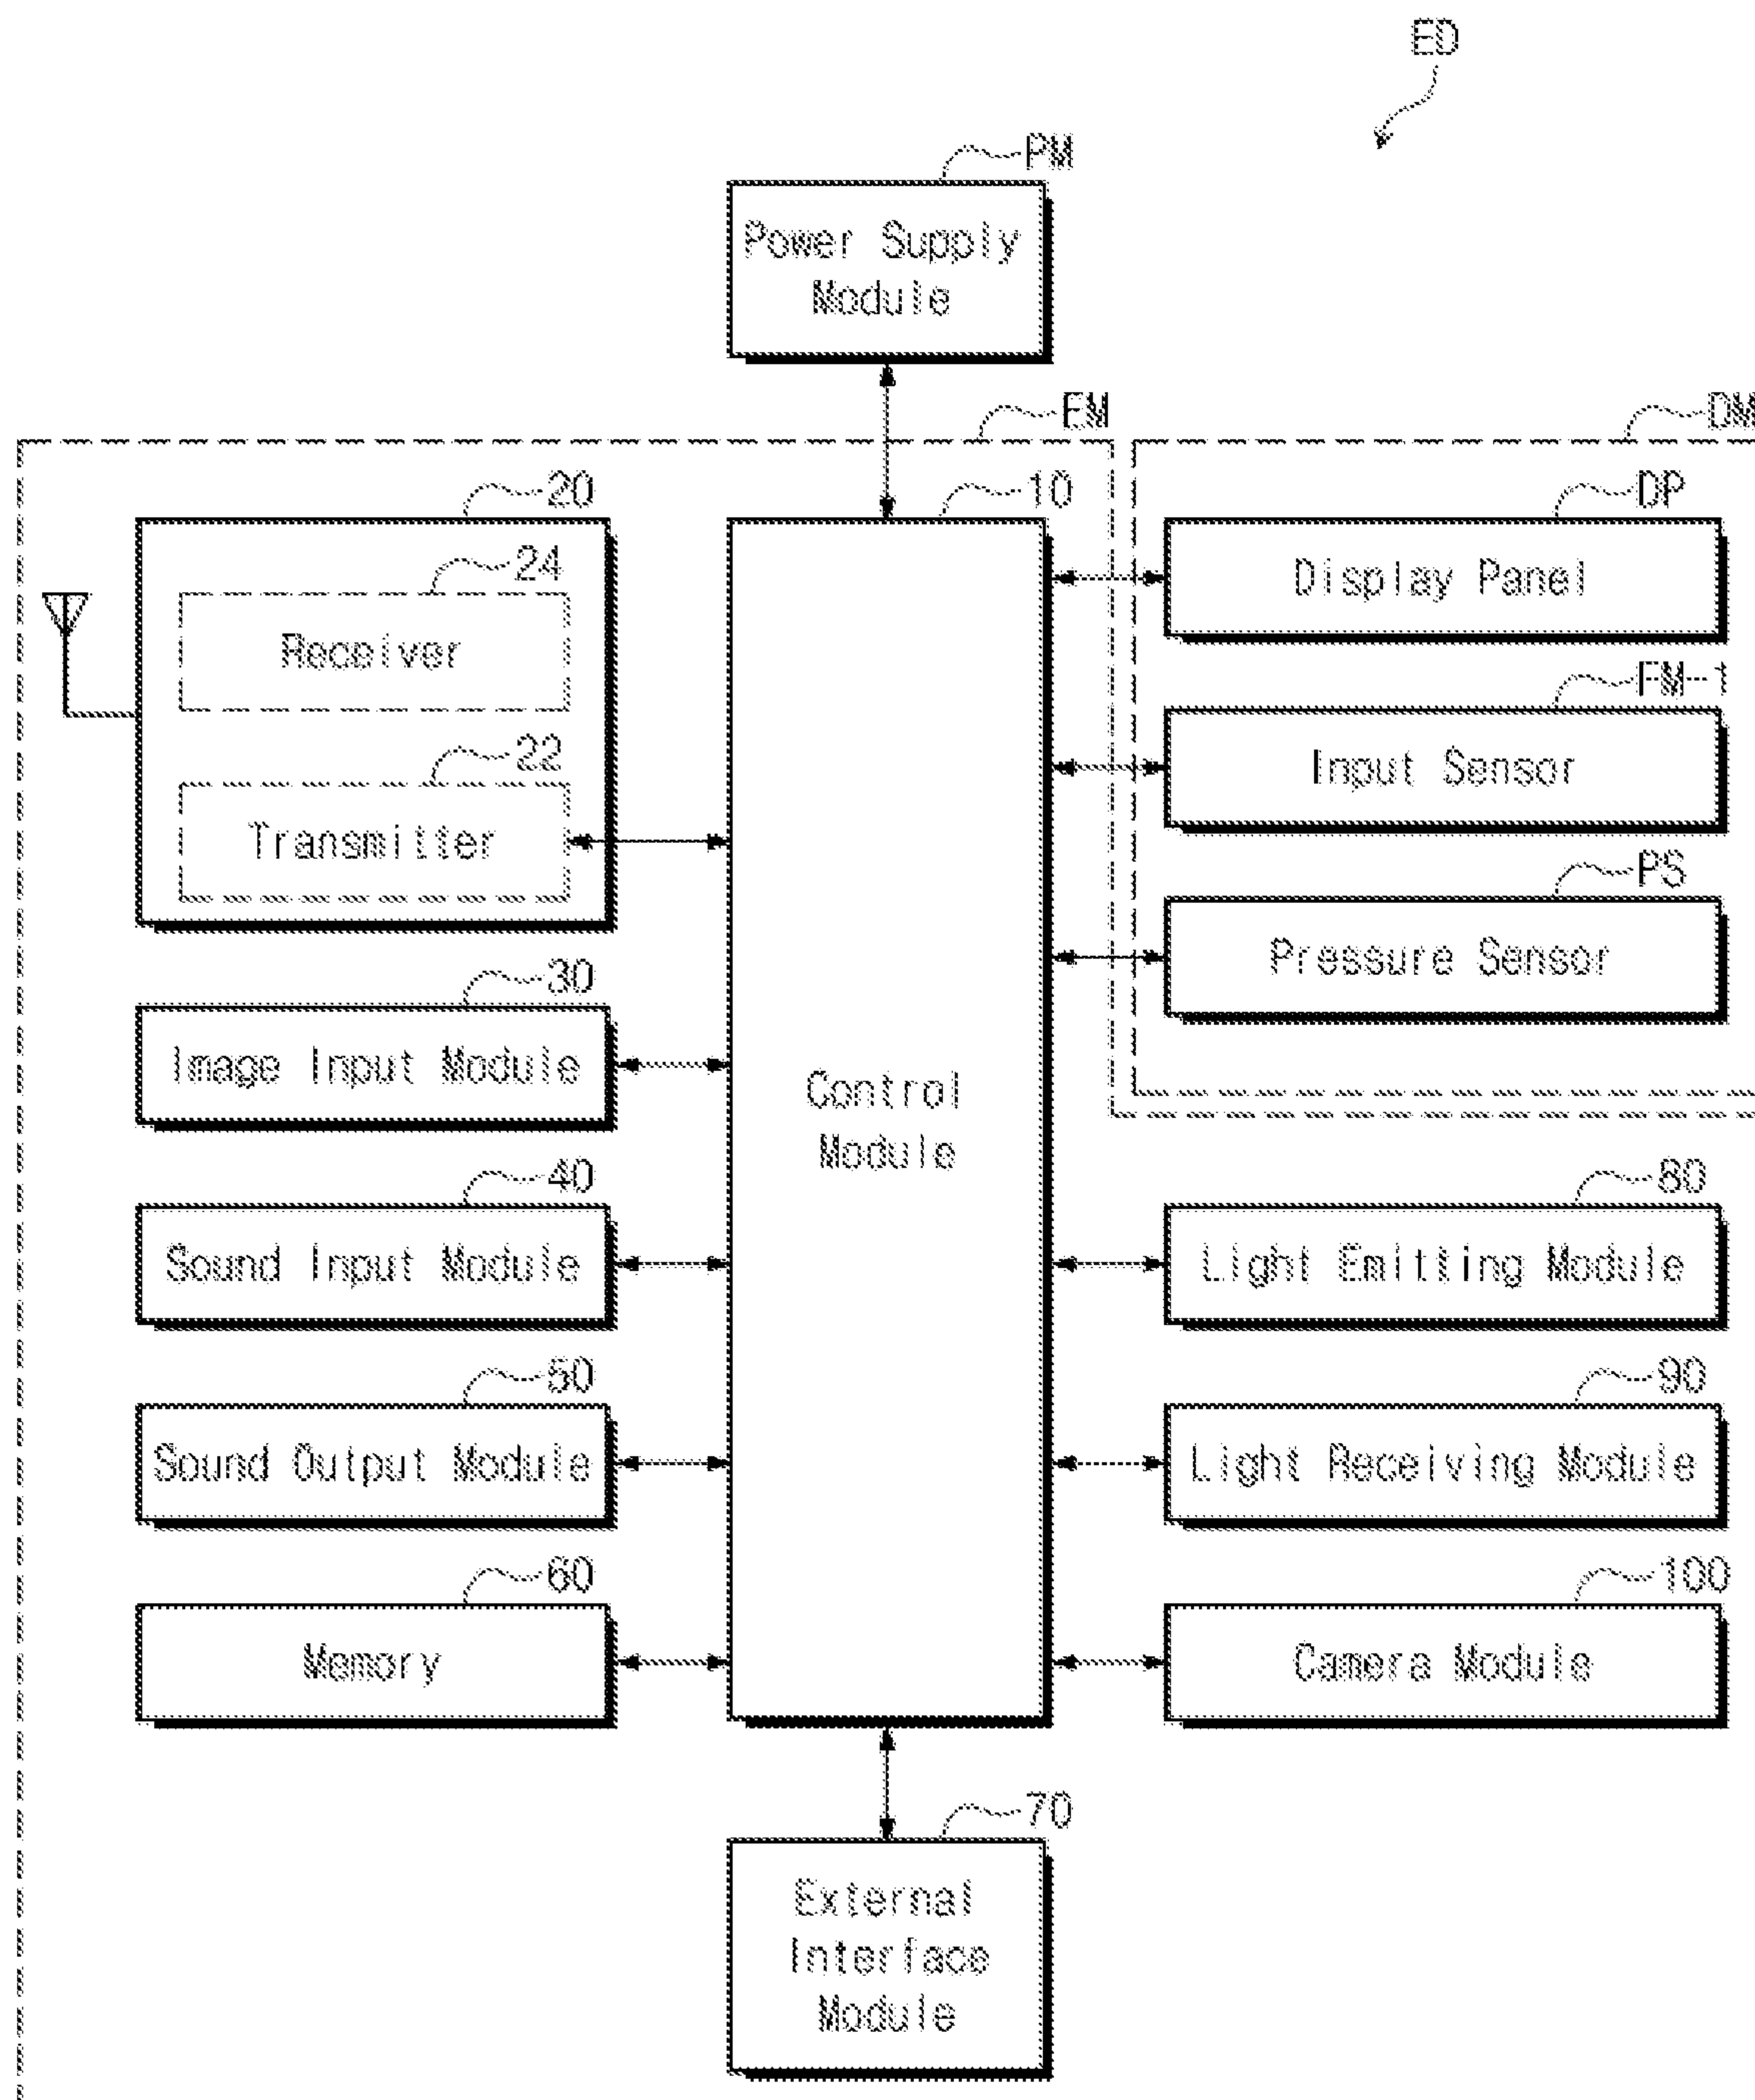 ED
PM
Power Supply
Module
EM
DM
20
10
DP
24
Display Panel
Receiver
FM-1
22
Input Sensor
Transmitter
PS
Pressure Sensor
30
Image Input Module
Control
Module
40
80
Sound Input Module
Light Emitting Module
50
90
Sound Output Module
Light Receiving Module
60
100
Memory
Camera Module
70
External
Interface
Module